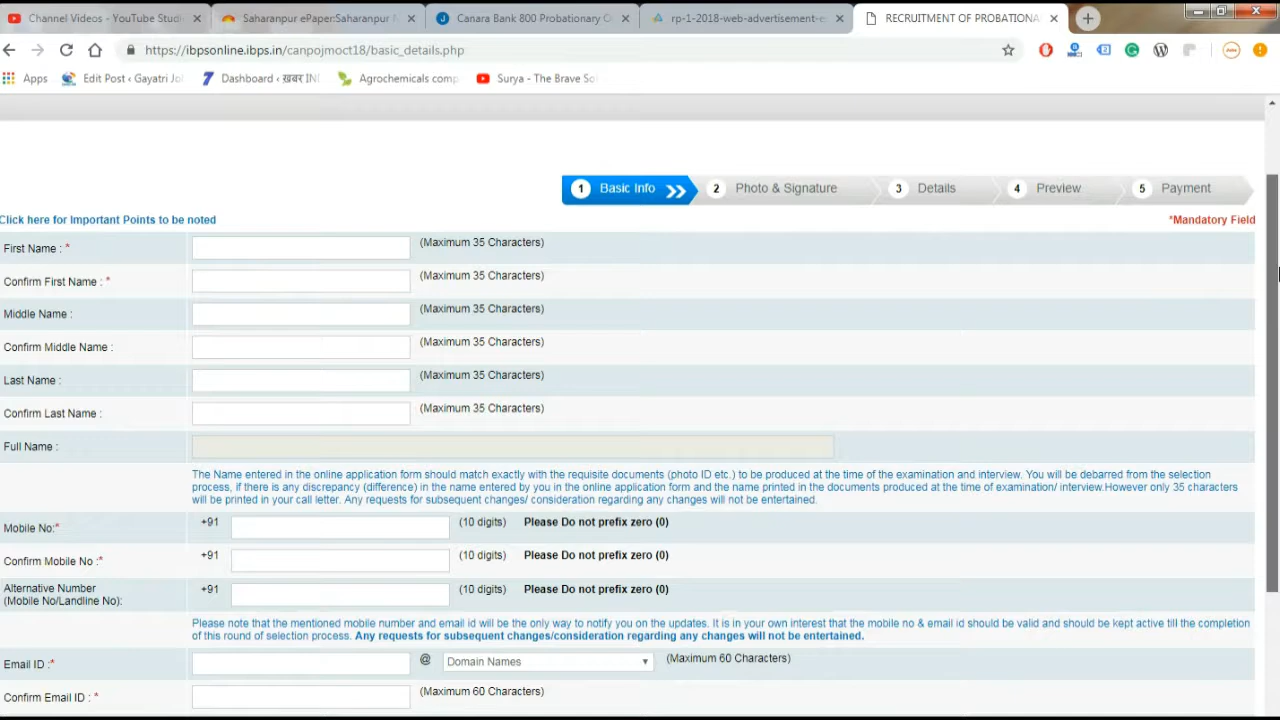 Channel Videos - YouTube Studi
Saharanpur ePaper:Saharanpur N
Canara Bank 800 Probationary O
rp-1-2018-web-advertisement-e
RECRUITMENT OF PROBATIONA
https://ibpsonline.ibps.in/canpojmoct18/basic_details.php
Apps
Edit Post ‹ Gayatri Jo
Dashboard ‹ ख़बर IN
Agrochemicals comp
Surya - The Brave So
1 Basic Info
2 Photo & Signature
3 Details
4 Preview
5 Payment
Click here for Important Points to be noted
*Mandatory Field
First Name : * (Maximum 35 Characters)
Confirm First Name : * (Maximum 35 Characters)
Middle Name : (Maximum 35 Characters)
Confirm Middle Name : (Maximum 35 Characters)
Last Name : (Maximum 35 Characters)
Confirm Last Name : (Maximum 35 Characters)
Full Name :
The Name entered in the online application form should match exactly with the requisite documents (photo ID etc.) to be produced at the time of the examination and interview. You will be debarred from the selection
process, if there is any discrepancy (difference) in the name entered by you in the online application form and the name printed in the documents produced at the time of examination/ interview.However only 35 characters
will be printed in your call letter. Any requests for subsequent changes/ consideration regarding any changes will not be entertained.
Mobile No:* +91 (10 digits) Please Do not prefix zero (0)
Confirm Mobile No :* +91 (10 digits) Please Do not prefix zero (0)
Alternative Number
(Mobile No/Landline No): +91 (10 digits) Please Do not prefix zero (0)
Please note that the mentioned mobile number and email id will be the only way to notify you on the updates. It is in your own interest that the mobile no & email id should be valid and should be kept active till the completion
of this round of selection process. Any requests for subsequent changes/consideration regarding any changes will not be entertained.
Email ID :* @ Domain Names (Maximum 60 Characters)
Confirm Email ID : * (Maximum 60 Characters)